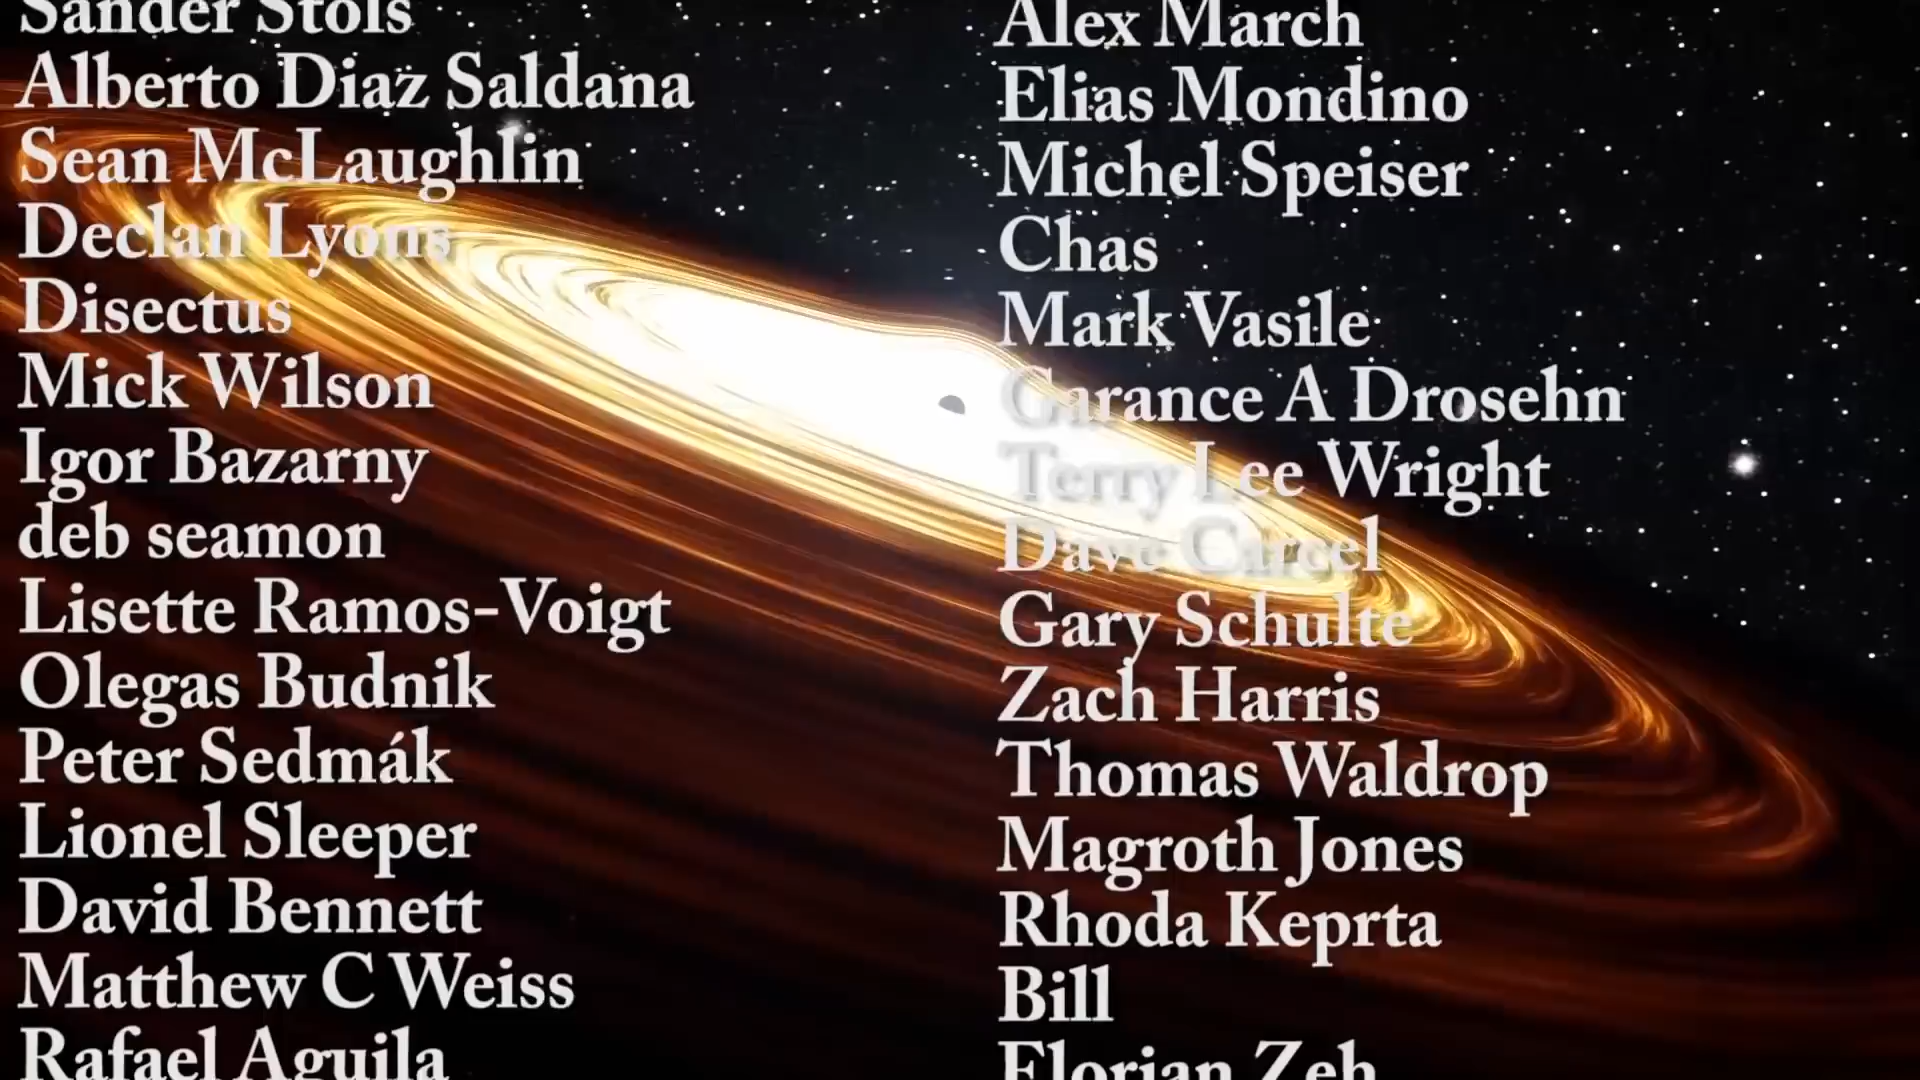 Sander Stols
Alberto Diaz Saldana
Sean McLaughlin
Declan Lyons
Disectus
Mick Wilson
Igor Bazarny
deb seamon
Lisette Ramos-Voigt
Olegas Budnik
Peter Sedmák
Lionel Sleeper
David Bennett
Matthew C Weiss
Rafael Aguila
Alex March
Elias Mondino
Michel Speiser
Chas
Mark Vasile
Garance A Drosehn
Terry Lee Wright
Dave Carcel
Gary Schulte
Zach Harris
Thomas Waldrop
Magroth Jones
Rhoda Keprta
Bill
Florian Zeh